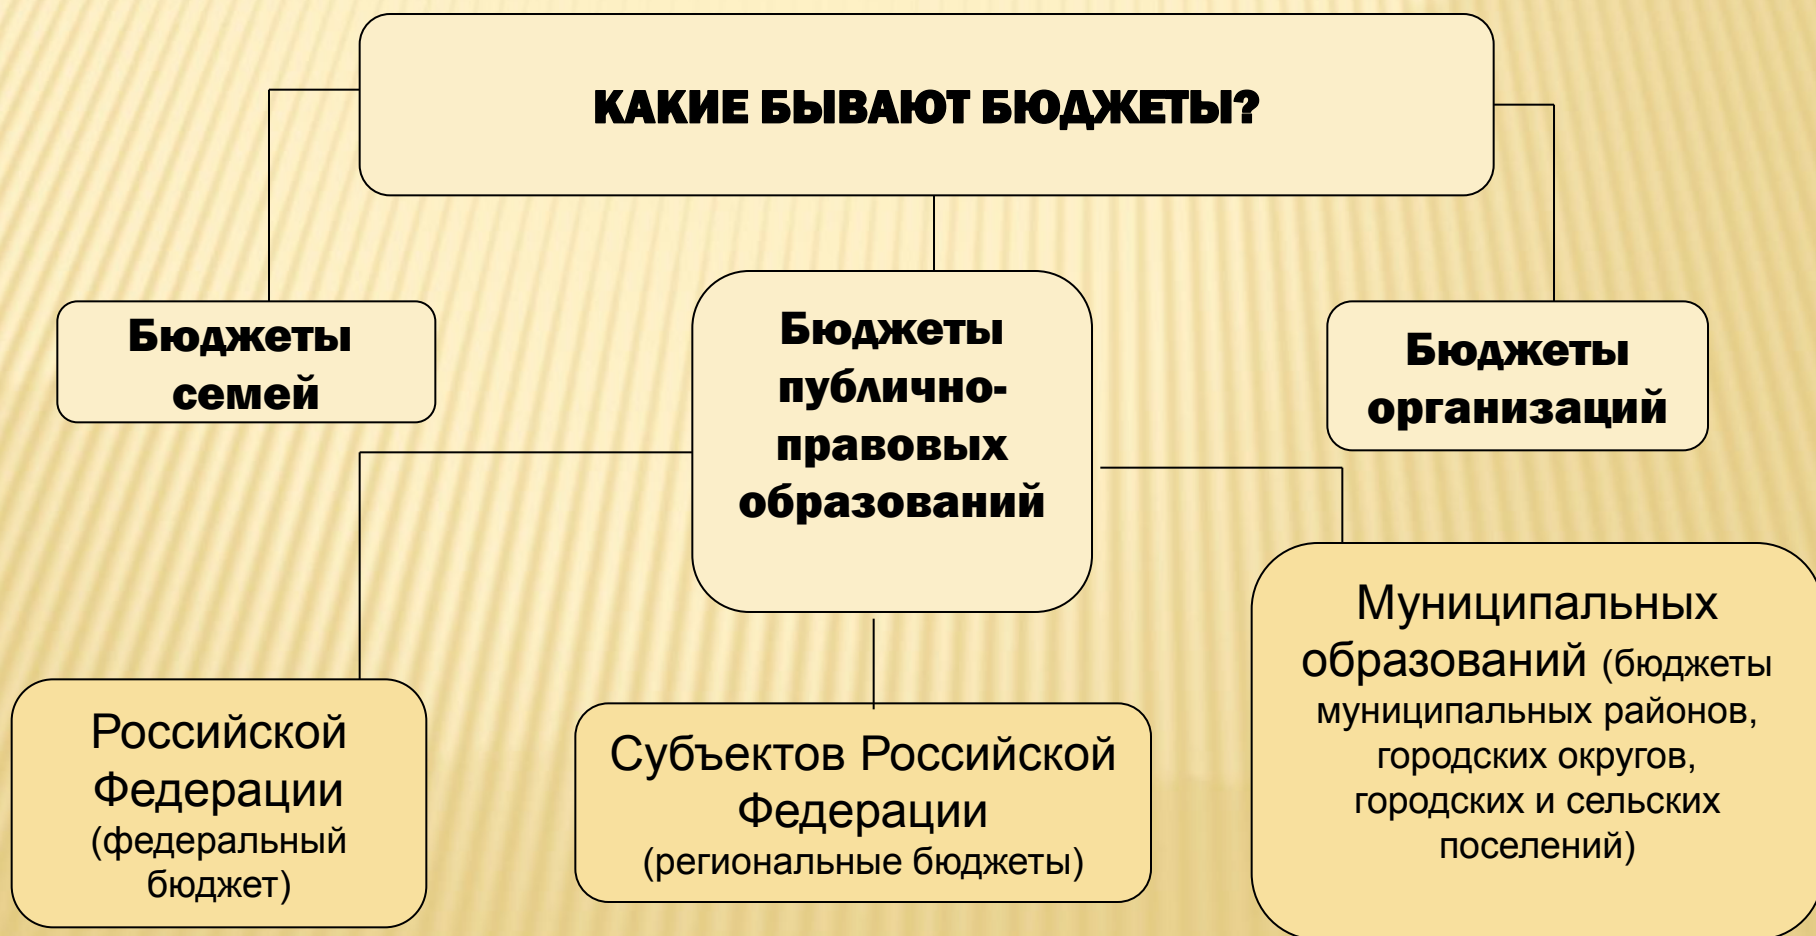 КАКИЕ БЫВАЮТ БЮДЖЕТЫ?
Бюджеты
семей
Бюджеты
публично-
правовых
образований
Бюджеты
организаций
Российской
Федерации
(федеральный
бюджет)
Субъектов Российской
Федерации
(региональные бюджеты)
Муниципальных
образований (бюджеты
муниципальных районов,
городских округов,
городских и сельских
поселений)